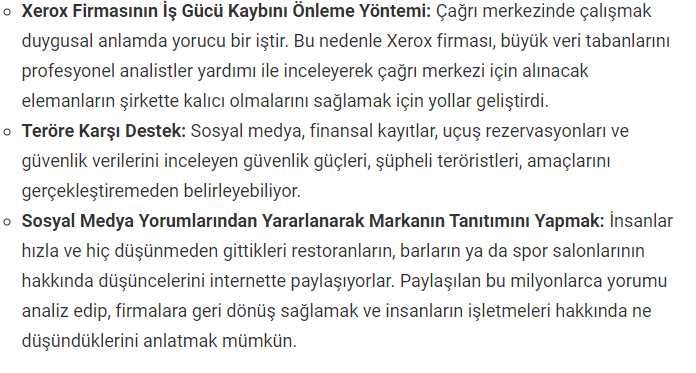 Xerox Firmasının İş Gücü Kaybını Önleme Yöntemi: Çağrı merkezinde çalışmak
duygusal anlamda yorucu bir iştir. Bu nedenle Xerox firması, büyük veri tabanlarını
profesyonel analistler yardımı ile inceleyerek çağrı merkezi için alınacak
elemanların şirkette kalıcı olmalarını sağlamak için yollar geliştirdi.
Teröre Karşı Destek: Sosyal medya, finansal kayıtlar, uçuş rezervasyonları ve
güvenlik verilerini inceleyen güvenlik güçleri, şüpheli teröristleri, amaçlarını
gerçekleştiremeden belirleyebiliyor.
Sosyal Medya Yorumlarından Yararlanarak Markanın Tanıtımını Yapmak: İnsanlar
hızla ve hiç düşünmeden gittikleri restoranların, barların ya da spor salonlarının
hakkında düşüncelerini internette paylaşıyorlar. Paylaşılan bu milyonlarca yorumu
analiz edip, firmalara geri dönüş sağlamak ve insanların işletmeleri hakkında ne
düşündüklerini anlatmak mümkün.